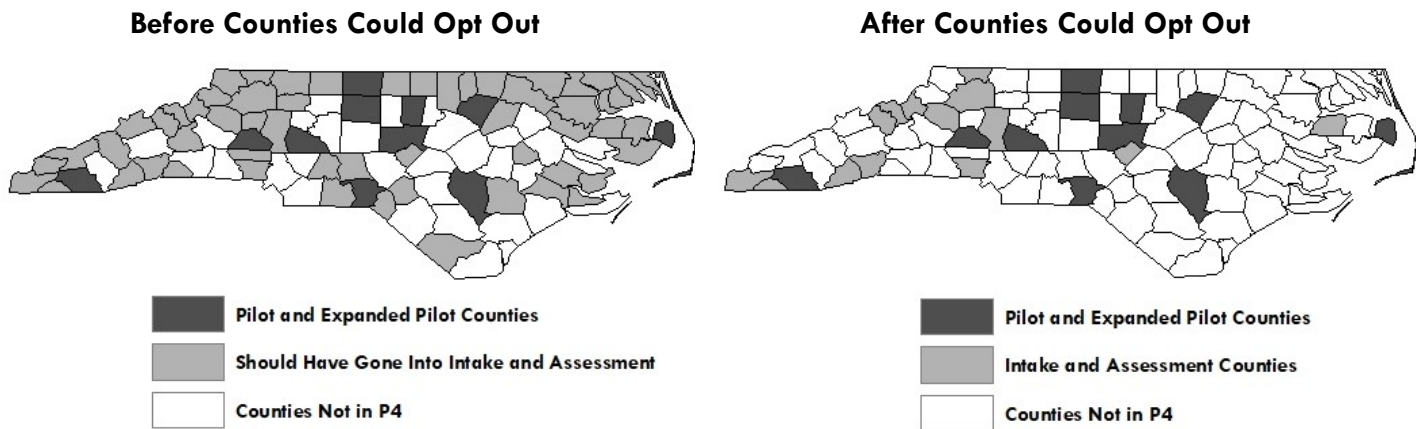 Before Counties Could Opt Out
Pilot and Expanded Pilot Counties
Should Have Gone Into Intake and Assessment
Counties Not in P4
After Counties Could Opt Out
Pilot and Expanded Pilot Counties
Intake and Assessment Counties
Counties Not in P4